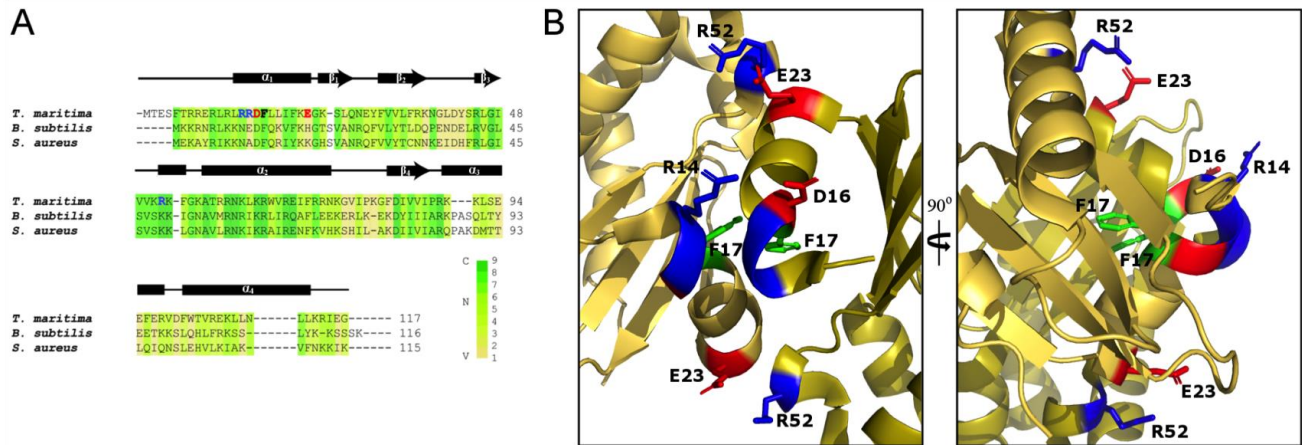 A
B
α1 β1 β2 β3
T. maritima -MTESFTRRERLRLRRDFLLIFKEGK-SLQNEYFVVLFRKNGLDYSRLGI 48
B. subtilis -----MKKRNRLKKNEDFQKVFKHGTSVANRQFVLYTLDQPENDELRVGL 45
S. aureus -----MEKAYRIKKNADFQRIYKKGHSVANRQFVVYTCNNKEIDHFRLGI 45
α2 β4 α3
T. maritima VVKRK-FGKATRRNKLKRWVREIFRRNKGVIPKGFDIVVIPRK---KLSE 94
B. subtilis SVSKK-IGNAVMRNRIKRLIRQAFLEEKERLK-EKDYIIIARKPASQLTY 93
S. aureus SVSKK-LGNAVLRNKIKRAIRENFKVHKSHIL-AKDIIVIARQPAKDMTT 93
α4
T. maritima EFERVDFWTVREKLLN------LLKRIEG----- 117
B. subtilis EETKKSLQHLFRKSS-------LYK-KSSSK--- 116
S. aureus LQIQNSLEHVLKIAK-------VFNKKIK----- 115
C 9
8
7
6
N 5
4
3
2
V 1
R52
E23
R14
D16
F17
F17
E23
R52
90⁰
R52
E23
D16
R14
F17
F17
E23
R52